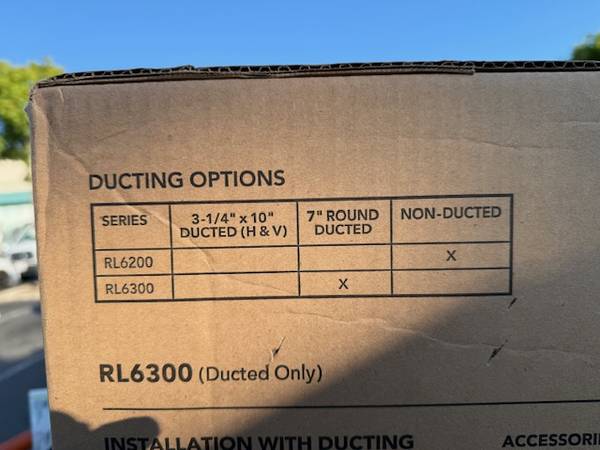 DUCTING OPTIONS
SERIES 3-1/4" x 10" DUCTED (H & V) 7" ROUND DUCTED NON-DUCTED
RL6200 X
RL6300 X
RL6300 (Ducted Only)
INSTALLATION WITH DUCTING